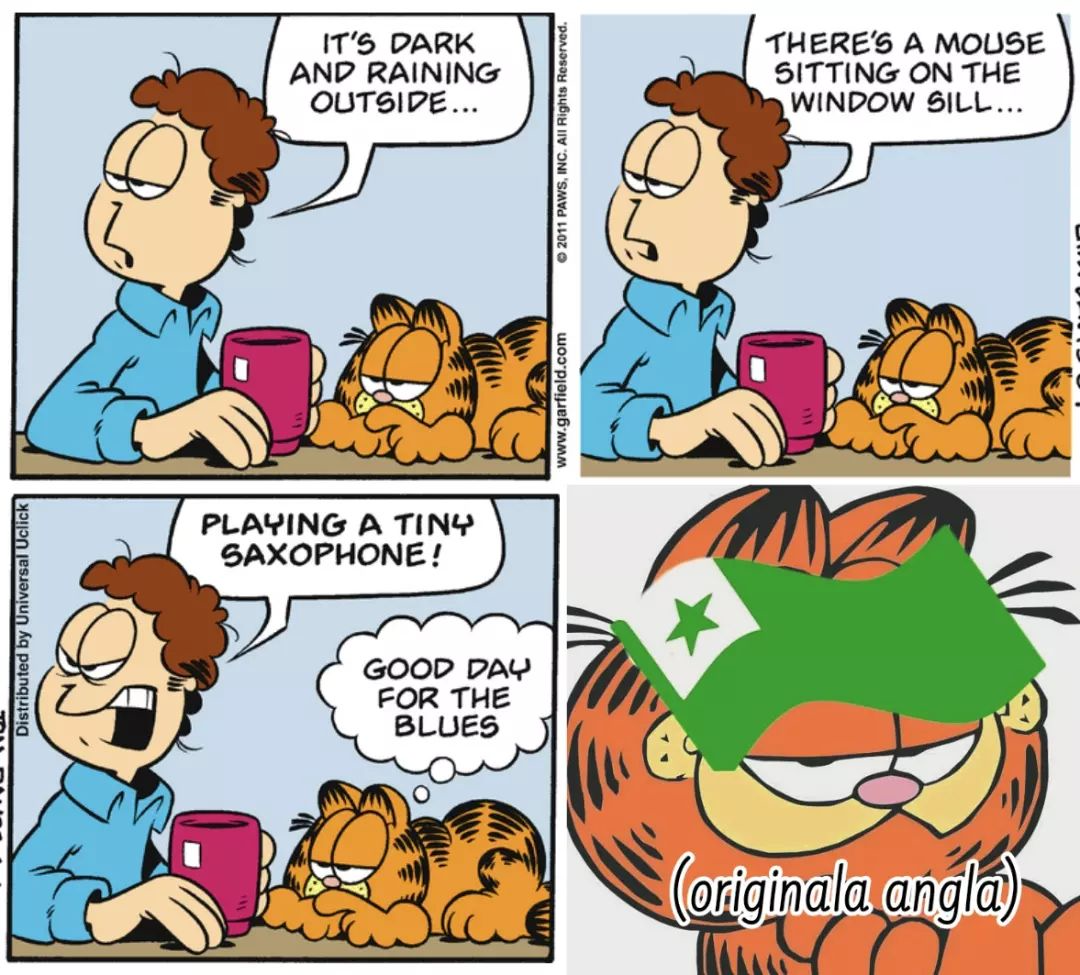 IT'S DARK
AND RAINING
OUTSIDE...
© 2011 PAWS, INC. All Rights Reserved.
www.garfield.com
THERE'S A MOUSE
SITTING ON THE
WINDOW SILL...
Distributed by Universal Uclick
PLAYING A TINY
SAXOPHONE!
GOOD DAY
FOR THE
BLUES
(originala angla)